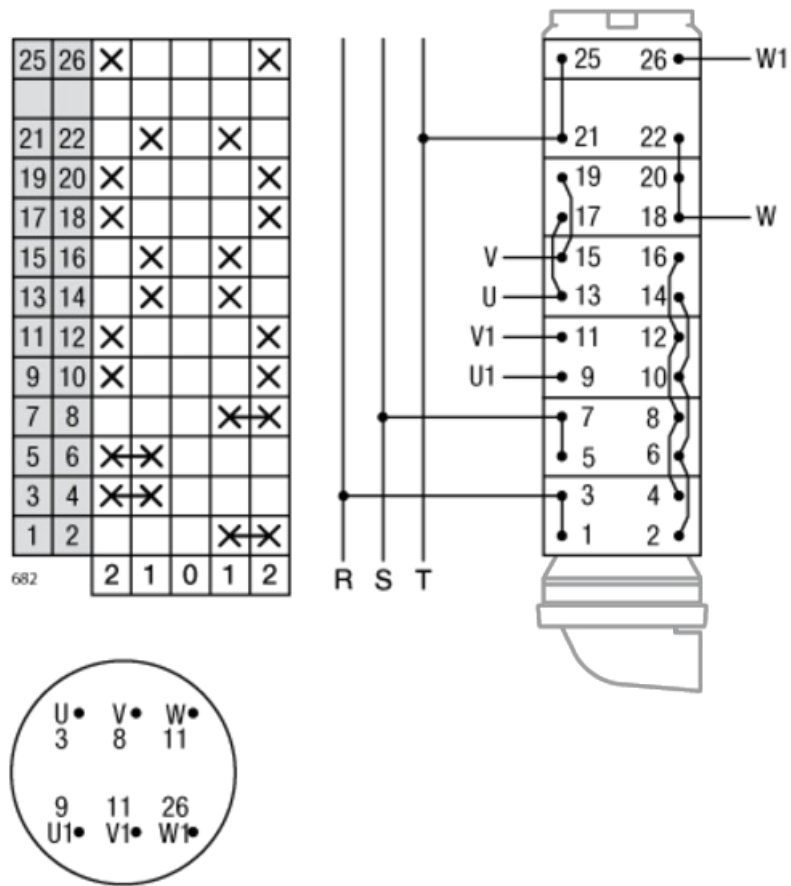 25 26 X X
21 22 X X
19 20 X X
17 18 X X
15 16 X X
13 14 X X
11 12 X X
9 10 X X
7 8 X X
5 6 X X
3 4 X X
1 2 X X
682 2 1 0 1 2
R S T
25 26 W1
21 22
19 20
17 18 W
V 15 16
U 13 14
V1 11 12
U1 9 10
7 8
5 6
3 4
1 2
U V W
3 8 11
9 11 26
U1 V1 W1